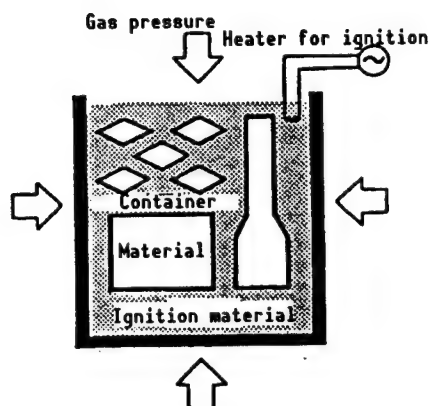 Gas pressure
Heater for ignition
Container
Material
Ignition material